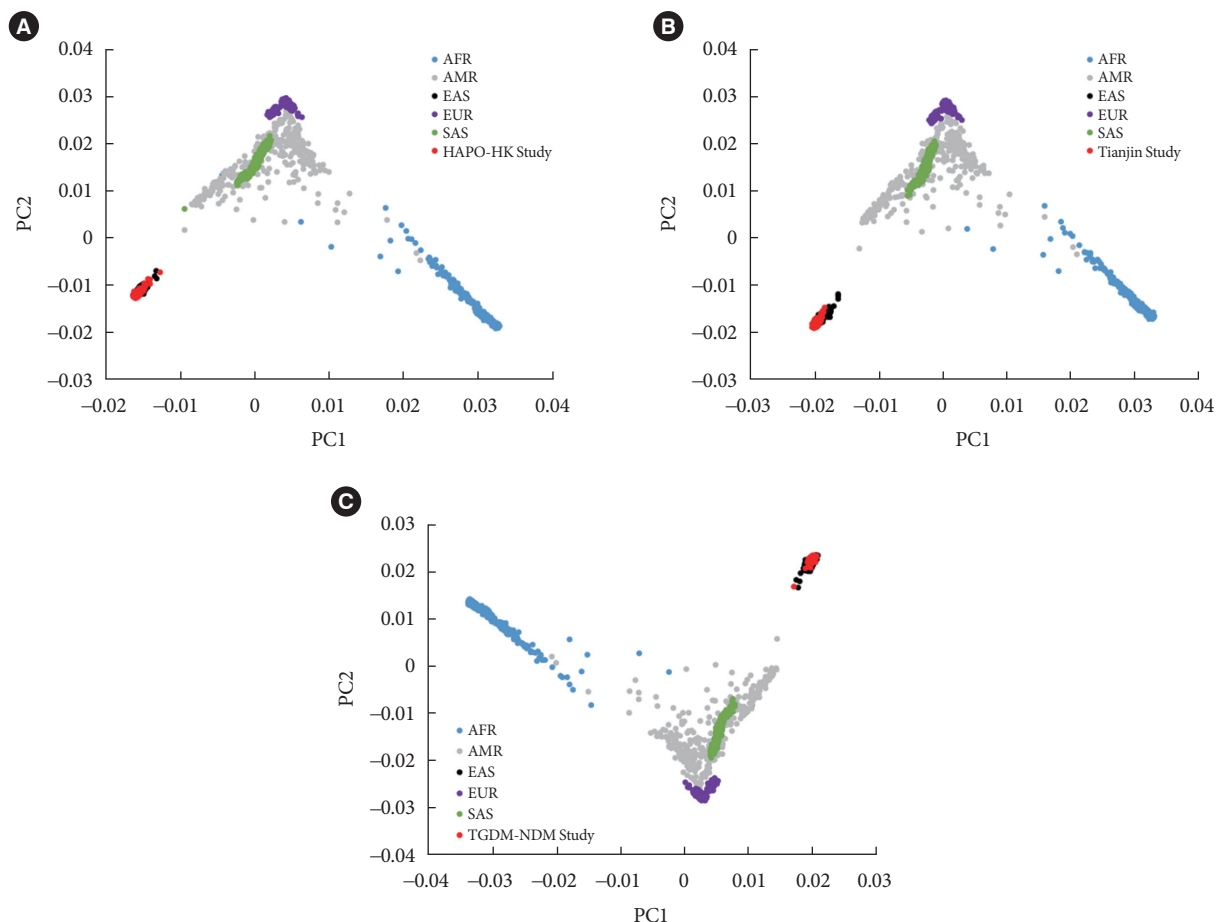 A
0.04
0.03
0.02
0.01
0
−0.01
−0.02
−0.03
PC2
AFR
AMR
EAS
EUR
SAS
HAPO-HK Study
−0.02 −0.01 0 0.01 0.02 0.03 0.04
PC1
B
0.04
0.03
0.02
0.01
0
−0.01
−0.02
−0.03
PC2
AFR
AMR
EAS
EUR
SAS
Tianjin Study
−0.03 −0.02 −0.01 0 0.01 0.02 0.03 0.04
PC1
C
0.03
0.02
0.01
0
−0.01
−0.02
−0.03
−0.04
PC2
AFR
AMR
EAS
EUR
SAS
TGDM-NDM Study
−0.04 −0.03 −0.02 −0.01 0 0.01 0.02 0.03
PC1